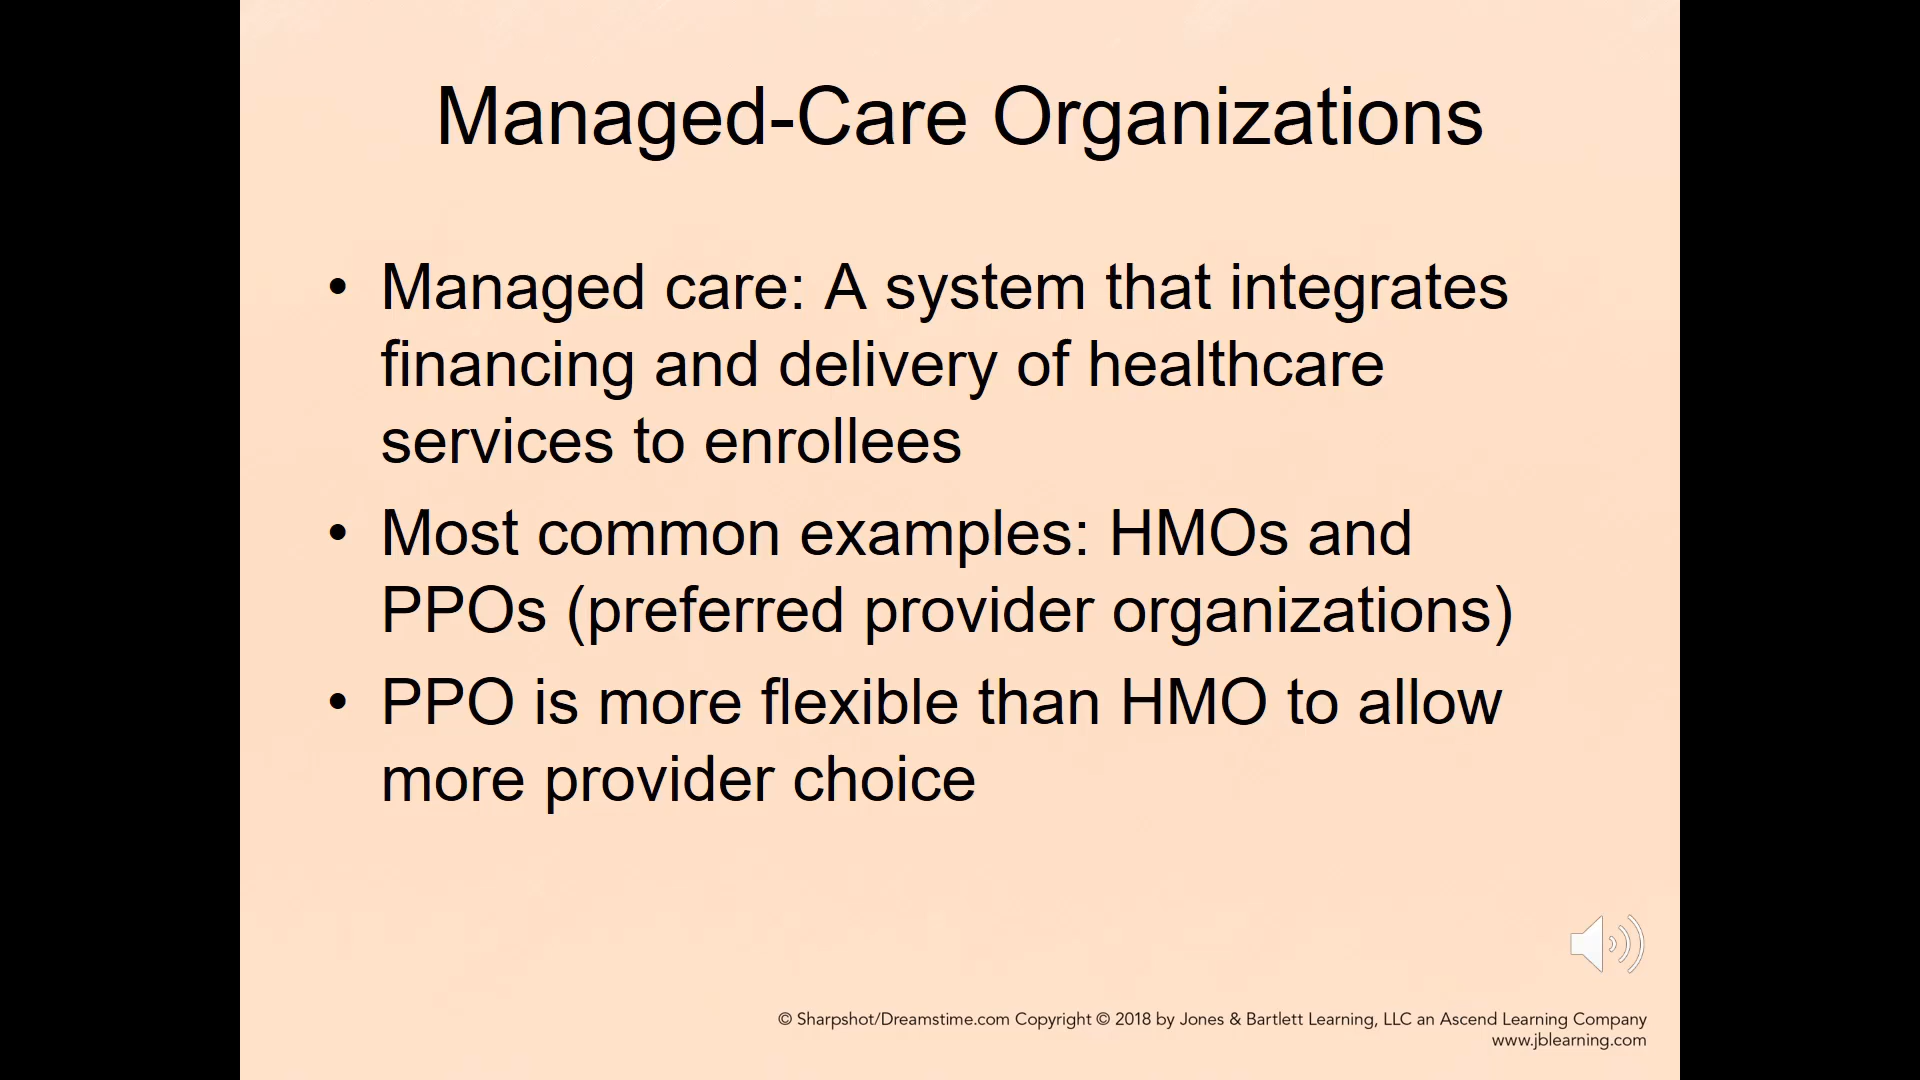 Managed-Care Organizations
• Managed care: A system that integrates
financing and delivery of healthcare
services to enrollees
• Most common examples: HMOs and
PPOs (preferred provider organizations)
• PPO is more flexible than HMO to allow
more provider choice
© Sharpshot/Dreamstime.com Copyright © 2018 by Jones & Bartlett Learning, LLC an Ascend Learning Company
www.jblearning.com